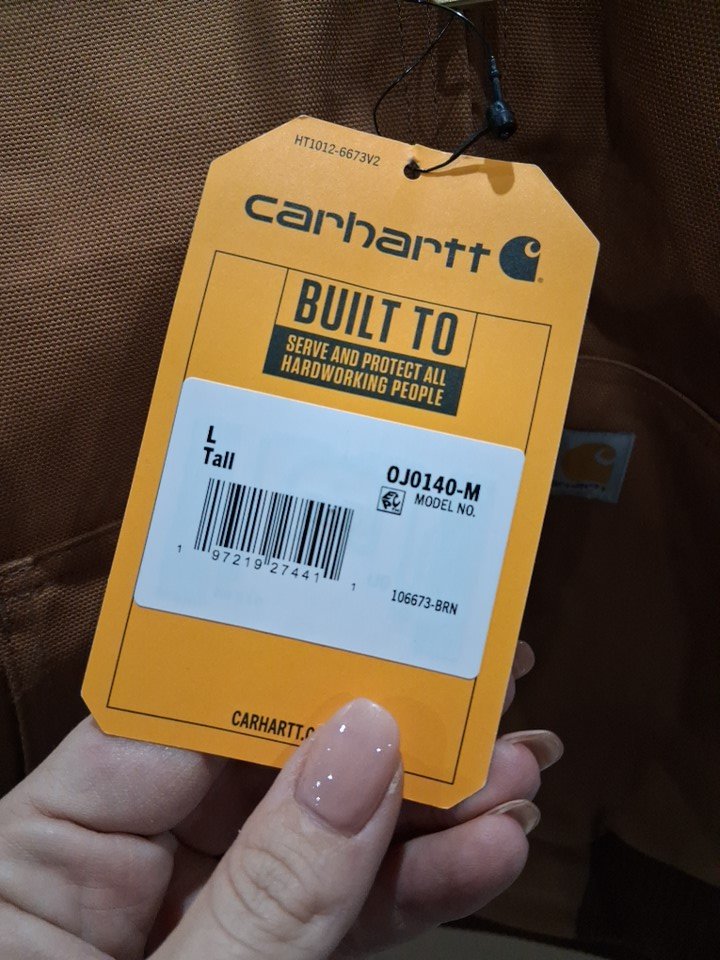 HT1012-6673V2
carhartt
BUILT TO
SERVE AND PROTECT ALL
HARDWORKING PEOPLE
L
Tall
OJ0140-M
MODEL NO.
1 97219 27441 1
106673-BRN